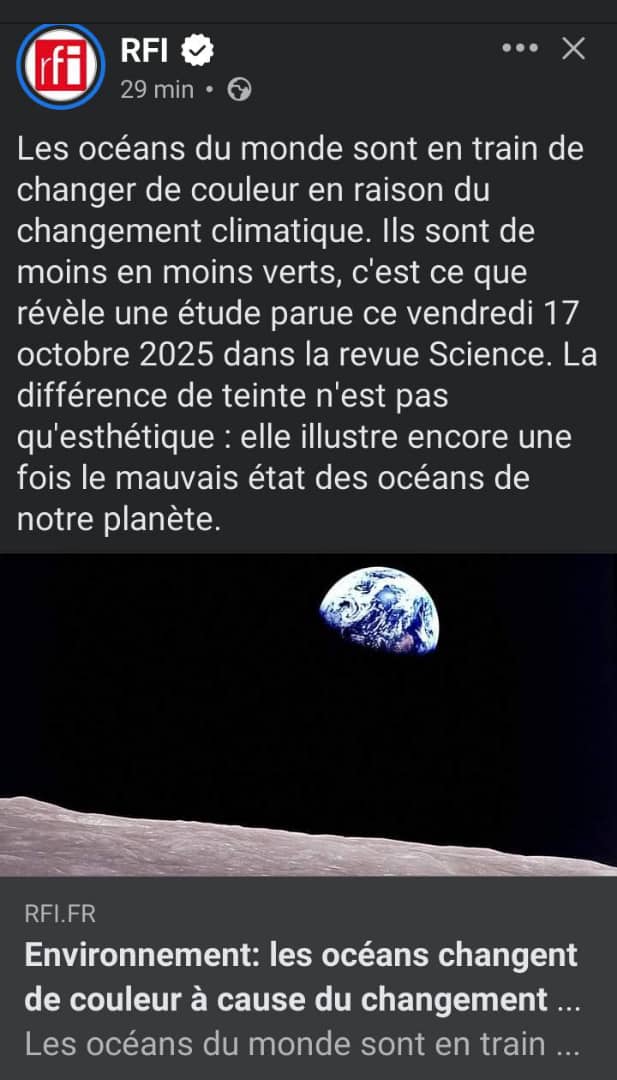 rfi
RFI
29 min •
Les océans du monde sont en train de
changer de couleur en raison du
changement climatique. Ils sont de
moins en moins verts, c'est ce que
révèle une étude parue ce vendredi 17
octobre 2025 dans la revue Science. La
différence de teinte n'est pas
qu'esthétique : elle illustre encore une
fois le mauvais état des océans de
notre planète.
RFI.FR
Environnement: les océans changent
de couleur à cause du changement ...
Les océans du monde sont en train ...